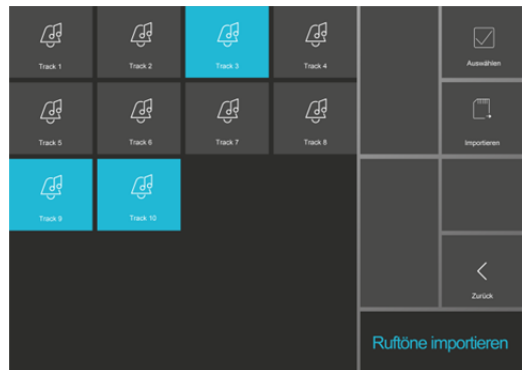 Track 1
Track 2
Track 3
Track 4
Auswählen
Track 5
Track 6
Track 7
Track 8
Importieren
Track 9
Track 10
Zurück
Ruftöne importieren